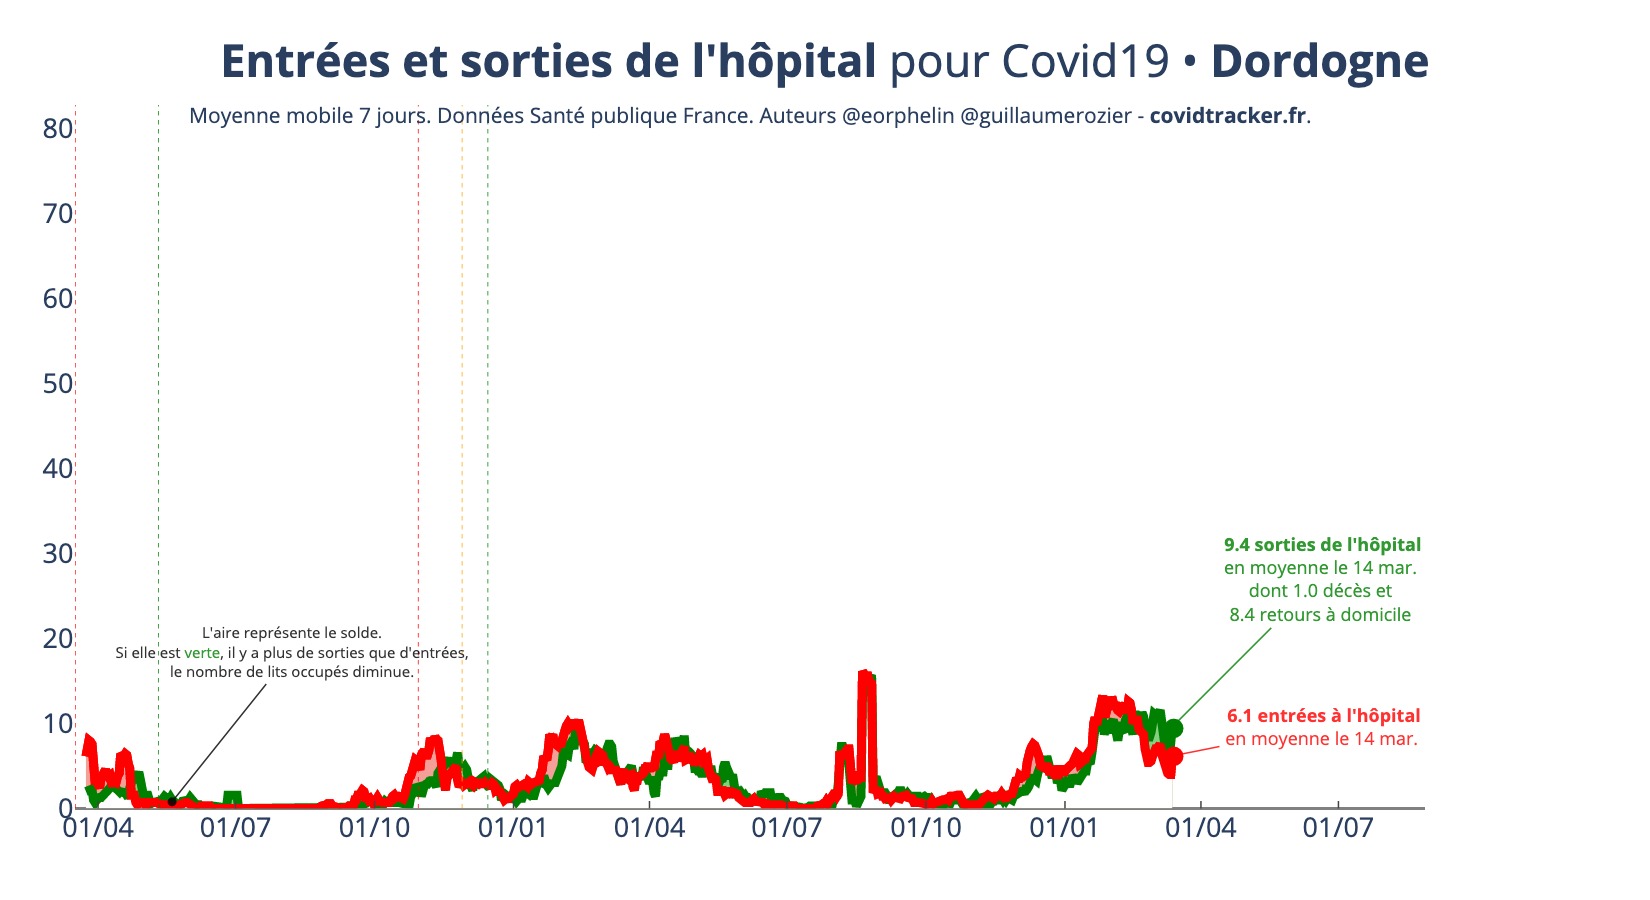 Entrées et sorties de l'hôpital pour Covid19 • Dordogne
Moyenne mobile 7 jours. Données Santé publique France. Auteurs @eorphelin @guillaumerozier - covidtracker.fr.
80
70
60
50
40
30
20
10
0
9.4 sorties de l'hôpital
en moyenne le 14 mar.
dont 1.0 décès et
8.4 retours à domicile
L'aire représente le solde.
Si elle est verte, il y a plus de sorties que d'entrées,
le nombre de lits occupés diminue.
6.1 entrées à l'hôpital
en moyenne le 14 mar.
01/04 01/07 01/10 01/01 01/04 01/07 01/10 01/01 01/04 01/07